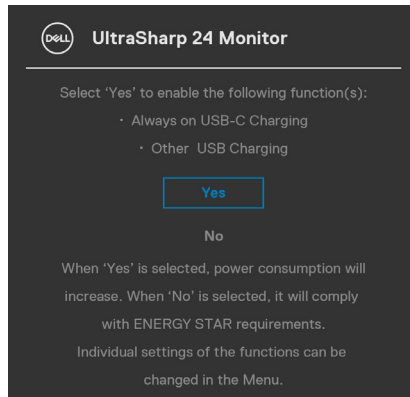 DELL UltraSharp 24 Monitor
Select ‘Yes’ to enable the following function(s):
· Always on USB-C Charging
· Other USB Charging
Yes
No
When ‘Yes’ is selected, power consumption will
increase. When ‘No’ is selected, it will comply
with ENERGY STAR requirements.
Individual settings of the functions can be
changed in the Menu.